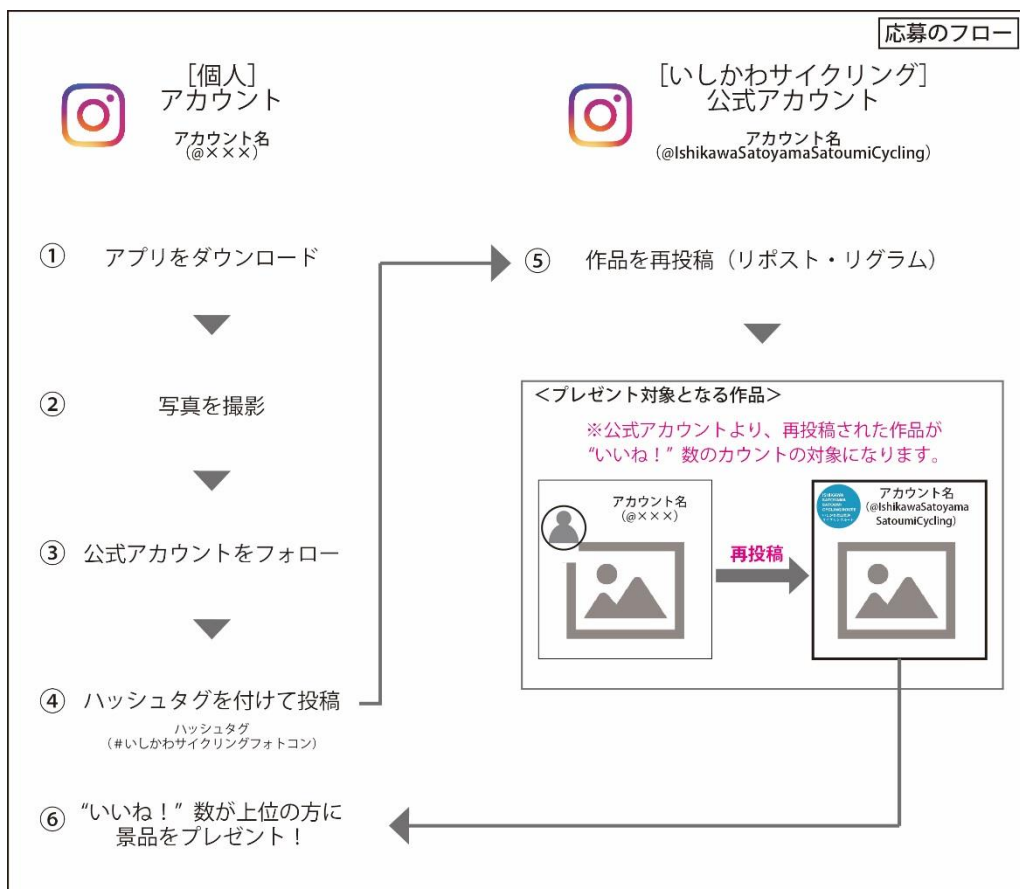 応募のフロー
[個人]
アカウント
アカウント名
(@×××)
[いしかわサイクリング]
公式アカウント
アカウント名
(@IshikawaSatoyamaSatoumiCycling)
① アプリをダウンロード
② 写真を撮影
③ 公式アカウントをフォロー
④ ハッシュタグを付けて投稿
ハッシュタグ
(#いしかわサイクリングフォトコン)
⑤ 作品を再投稿（リポスト・リグラム）
＜プレゼント対象となる作品＞
※公式アカウントより、再投稿された作品が
“いいね！”数のカウントの対象になります。
アカウント名
(@×××)
再投稿
ISHIKAWA
SATOYAMA
SATOUMI
アカウント名
(@IshikawaSatoyama
SatoumiCycling)
⑥ “いいね！”数が上位の方に
景品をプレゼント！